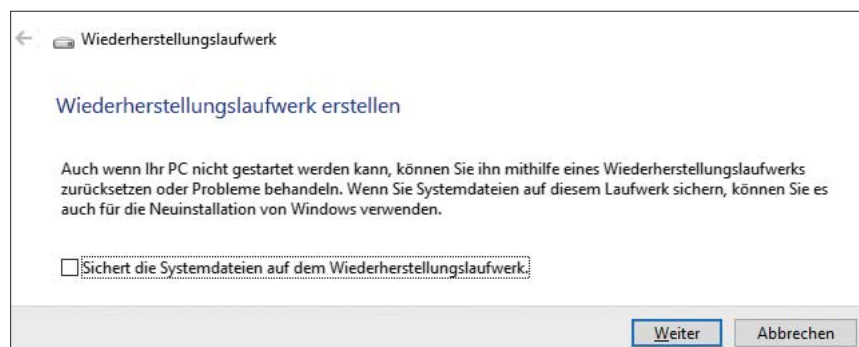 Wiederherstellungslaufwerk
Wiederherstellungslaufwerk erstellen
Auch wenn Ihr PC nicht gestartet werden kann, können Sie ihn mithilfe eines Wiederherstellungslaufwerks
zurücksetzen oder Probleme behandeln. Wenn Sie Systemdateien auf diesem Laufwerk sichern, können Sie es
auch für die Neuinstallation von Windows verwenden.
Sichert die Systemdateien auf dem Wiederherstellungslaufwerk.
Weiter Abbrechen